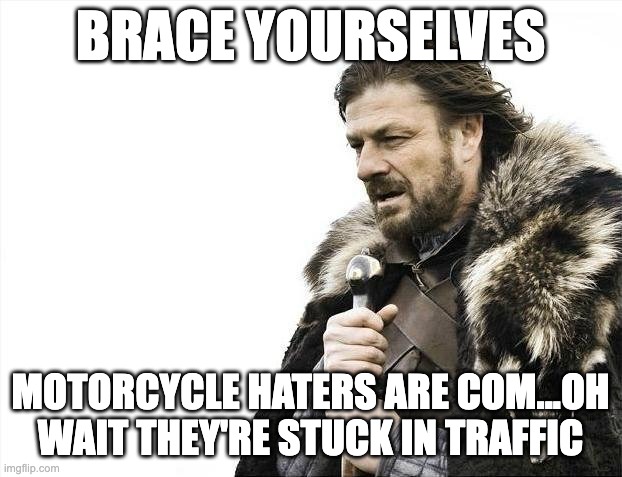 BRACE YOURSELVES
MOTORCYCLE HATERS ARE COM...OH
WAIT THEY'RE STUCK IN TRAFFIC
imgflip.com